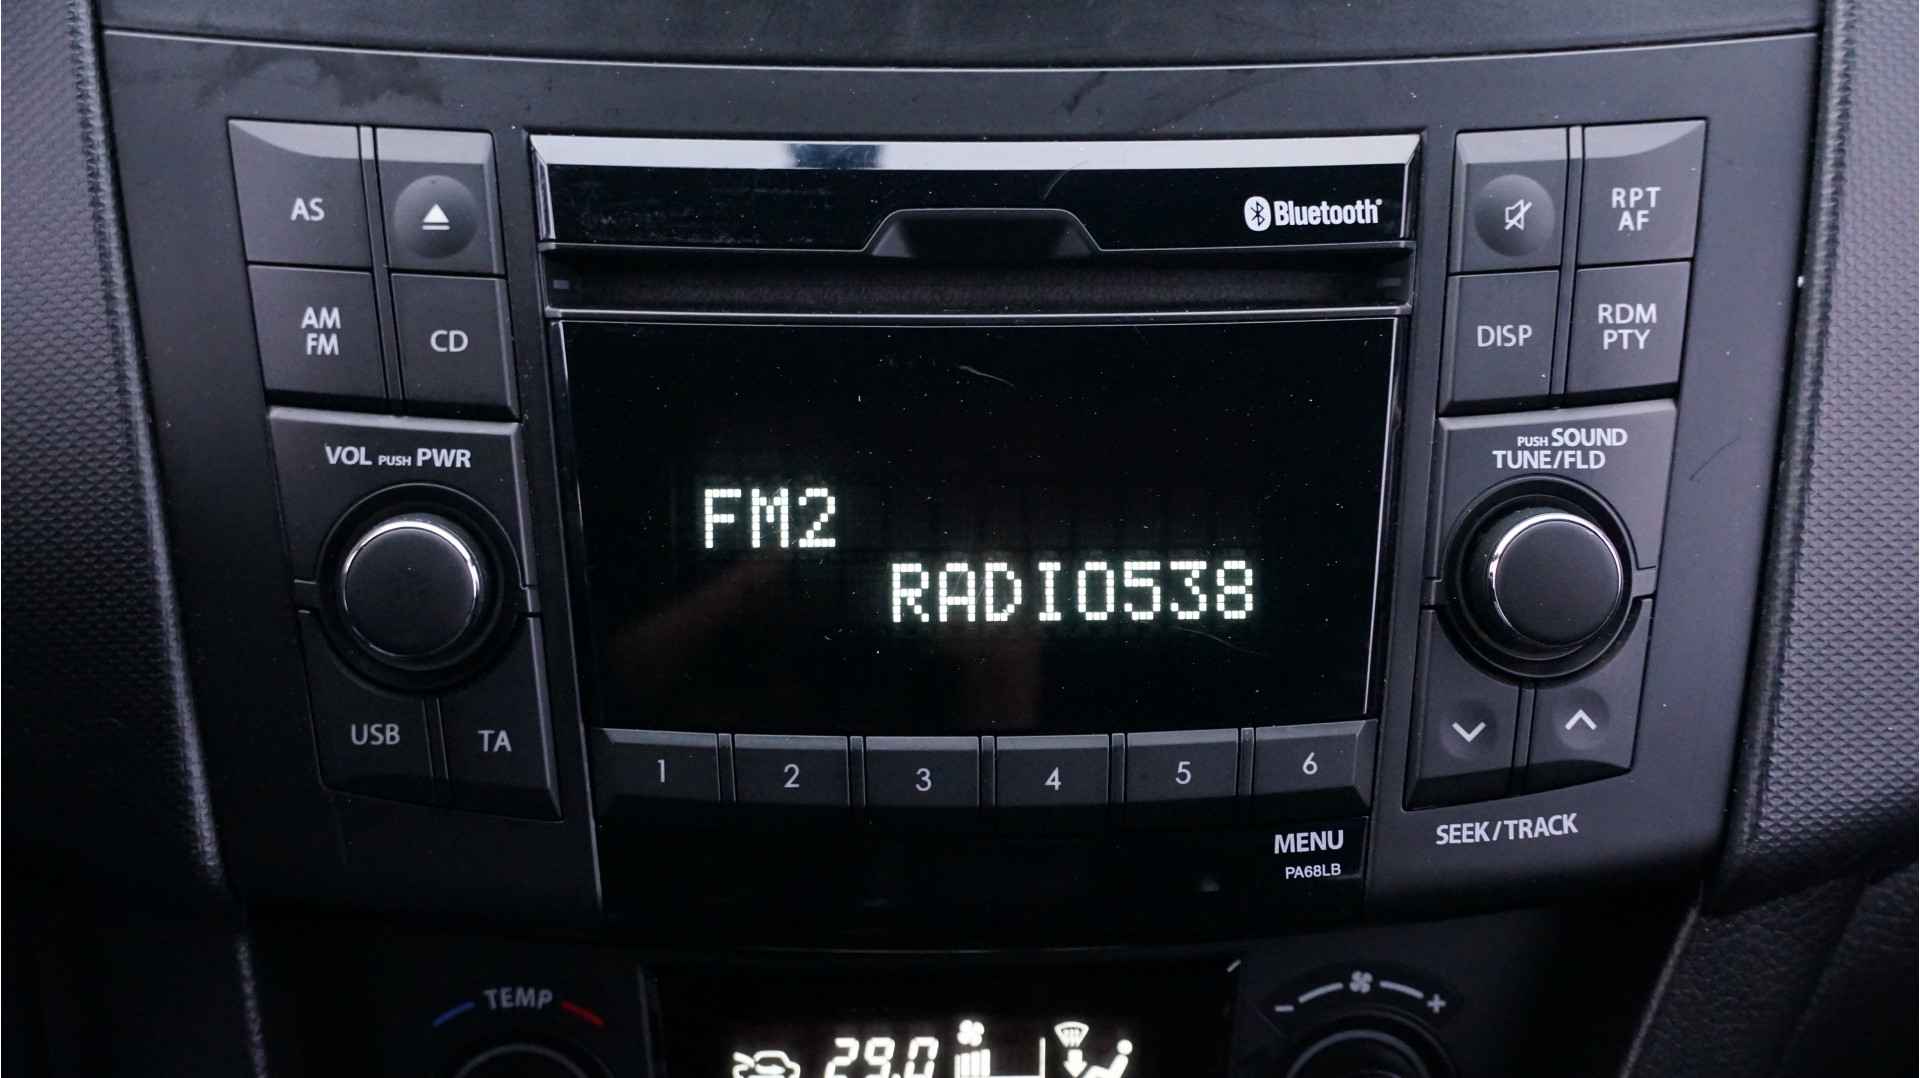 AS
AM
FM
CD
VOL PUSH PWR
USB
TA
Bluetooth®
FM2
RADIO538
1 2 3 4 5 6
MENU
PA68LB
RPT
AF
DISP
RDM
PTY
PUSH SOUND
TUNE/FLD
SEEK/TRACK
TEMP
29.0
- +